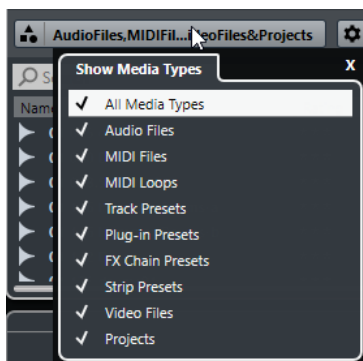 AudioFiles,MIDIFil...ideoFiles&Projects
Show Media Types
X
All Media Types
Audio Files
MIDI Files
MIDI Loops
Track Presets
Plug-in Presets
FX Chain Presets
Strip Presets
Video Files
Projects